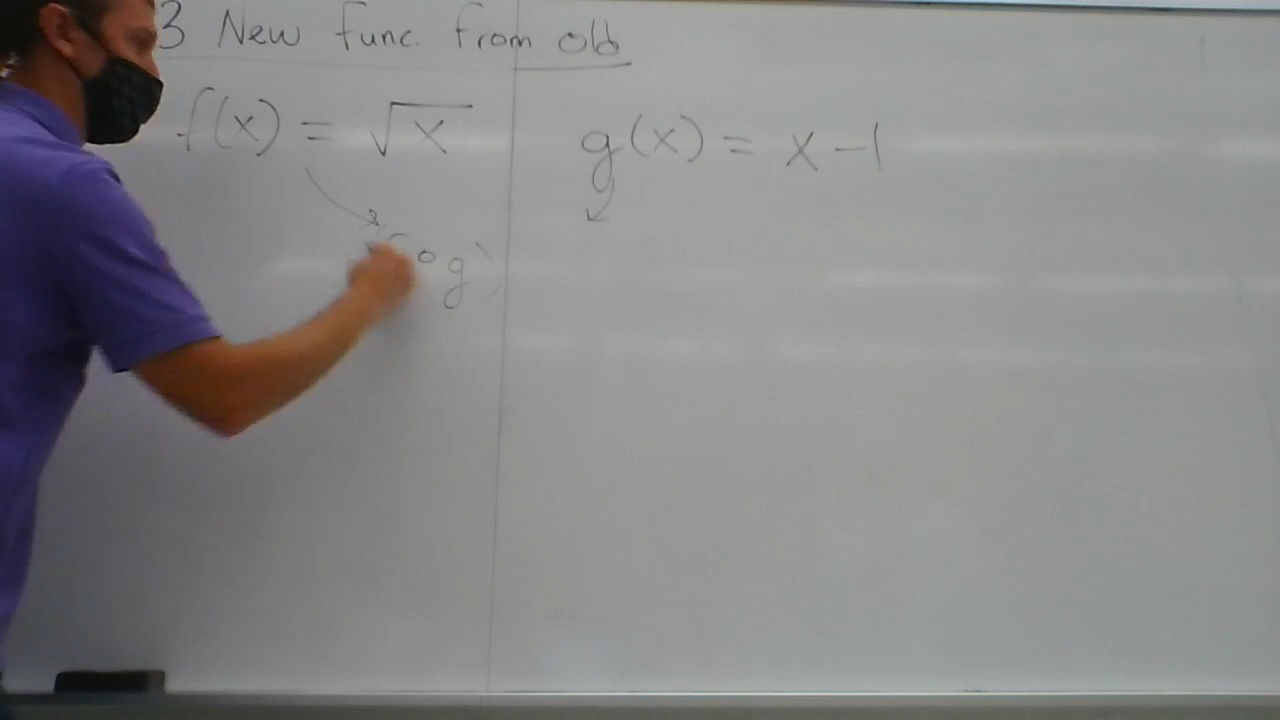 3 New func. from old
f(x) = √x
g(x) = x - 1
∘ g)